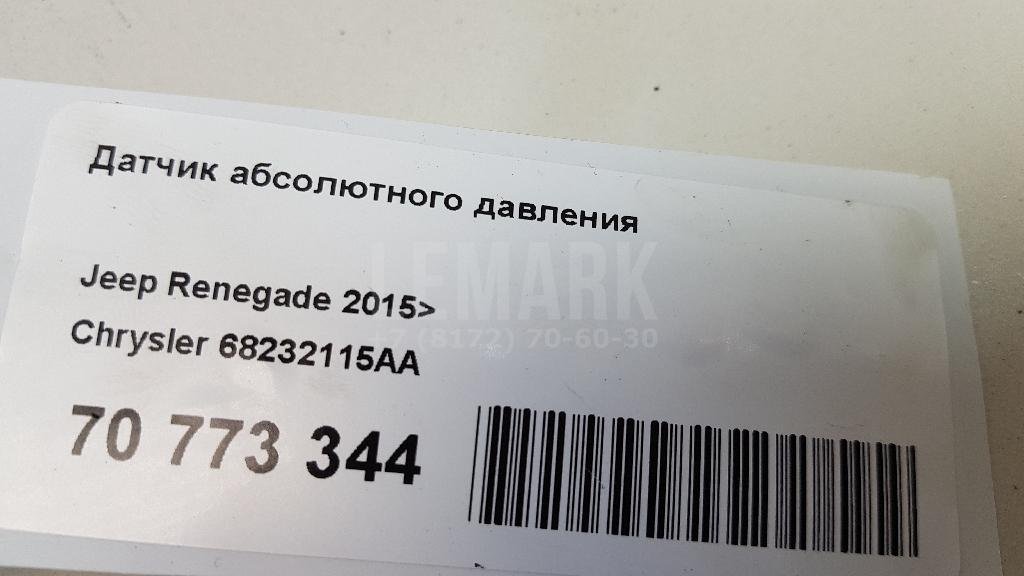 Датчик абсолютного давления
LEMARK
Jeep Renegade 2015>
+7 (8172) 70-60-30
Chrysler 68232115AA
70 773 344